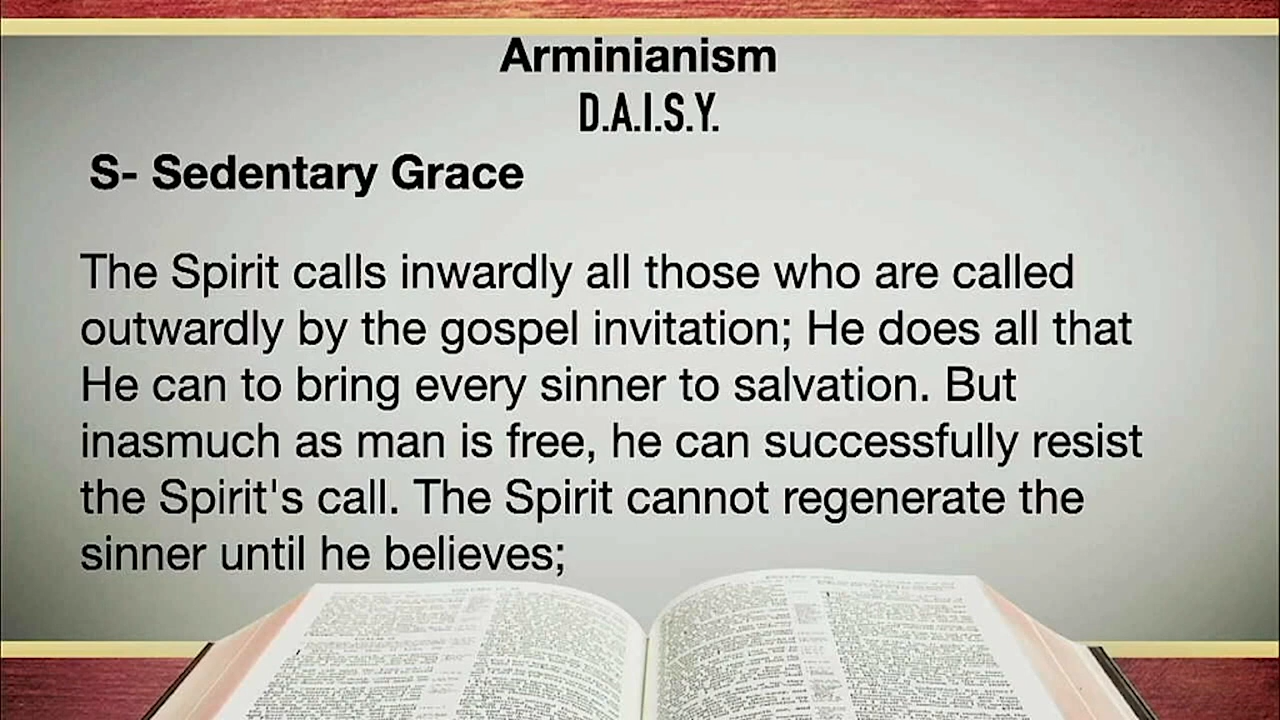 Arminianism
D.A.I.S.Y.
S- Sedentary Grace
The Spirit calls inwardly all those who are called
outwardly by the gospel invitation; He does all that
He can to bring every sinner to salvation. But
inasmuch as man is free, he can successfully resist
the Spirit's call. The Spirit cannot regenerate the
sinner until he believes;